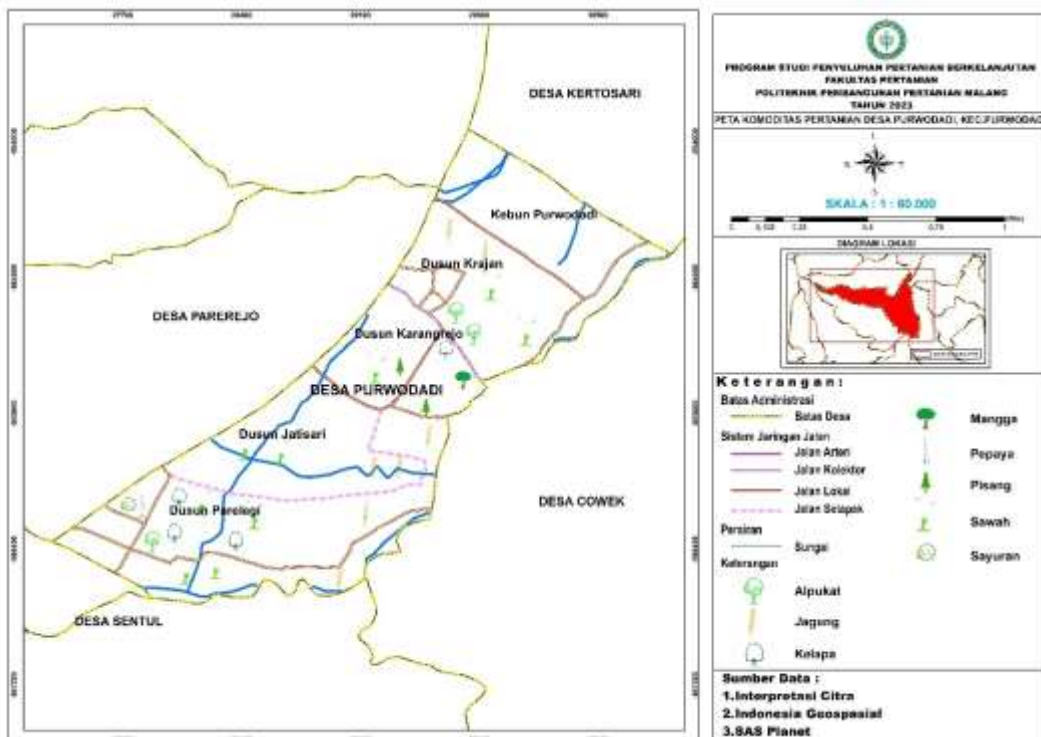 DESA KERTOSARI
Kebun Purwodadi
Dusun Krajan
DESA PAREREJO
Dusun Karangrejo
DESA PURWODADI
Dusun Jatisari
DESA COWEK
Dusun Parelegi
DESA SENTUL
PROGRAM STUDI PENYULUHAN PERTANIAN BERKELANJUTAN
FAKULTAS PERTANIAN
POLITEKNIK PEMBANGUNAN PERTANIAN MALANG
TAHUN 2023
PETA KOMODITAS PERTANIAN DESA PURWODADI, KEC.PURWODADI
SKALA : 1 : 60.000
DIAGRAM LOKASI
Keterangan:
Batas Administrasi
Batas Desa
Sistem Jaringan Jalan
Jalan Arteri
Jalan Kolektor
Jalan Lokal
Jalan Setapak
Perairan
Sungai
Keterangan
Alpukat
Jagung
Kelapa
Mangga
Pepaya
Pisang
Sawah
Sayuran
Sumber Data :
1.Interpretasi Citra
2.Indonesia Geospasial
3.SAS Planet